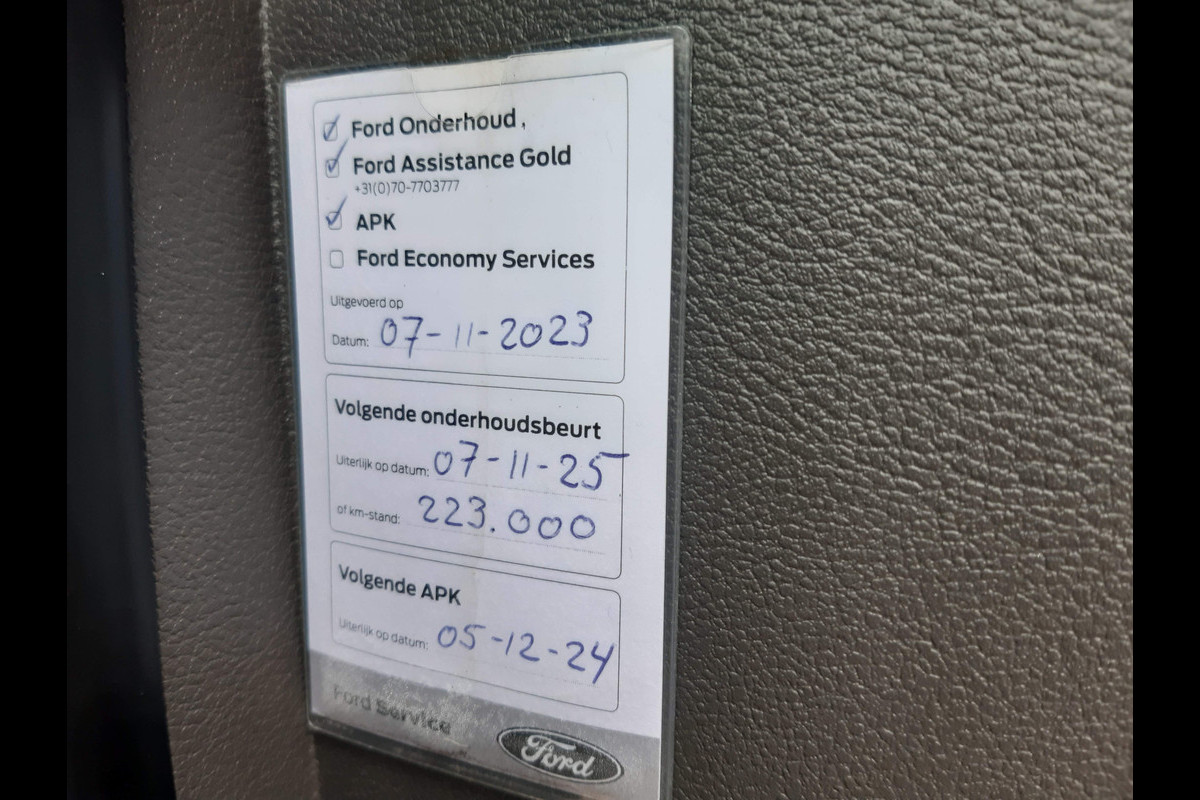 Ford Onderhoud,
Ford Assistance Gold
+31(0)70-7703777
APK
Ford Economy Services
Uitgevoerd op
Datum: 07-11-2023
Volgende onderhoudsbeurt
Uiterlijk op datum: 07-11-25
of km-stand: 223.000
Volgende APK
Uiterlijk op datum: 05-12-24
Ford Service
Ford